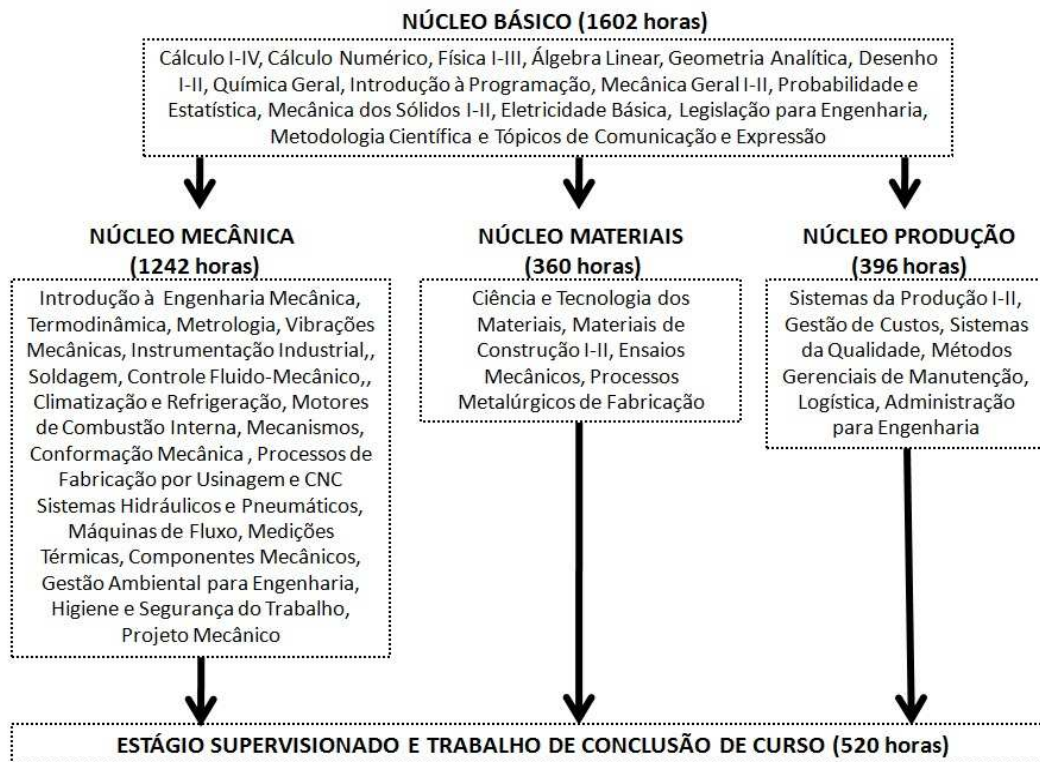 NÚCLEO BÁSICO (1602 horas)
Cálculo I-IV, Cálculo Numérico, Física I-III, Álgebra Linear, Geometria Analítica, Desenho
I-II, Química Geral, Introdução à Programação, Mecânica Geral I-II, Probabilidade e
Estatística, Mecânica dos Sólidos I-II, Eletricidade Básica, Legislação para Engenharia,
Metodologia Científica e Tópicos de Comunicação e Expressão
NÚCLEO MECÂNICA
(1242 horas)
Introdução à Engenharia Mecânica,
Termodinâmica, Metrologia, Vibrações
Mecânicas, Instrumentação Industrial,,
Soldagem, Controle Fluido-Mecânico,,
Climatização e Refrigeração, Motores
de Combustão Interna, Mecanismos,
Conformação Mecânica , Processos de
Fabricação por Usinagem e CNC
Sistemas Hidráulicos e Pneumáticos,
Máquinas de Fluxo, Medições
Térmicas, Componentes Mecânicos,
Gestão Ambiental para Engenharia,
Higiene e Segurança do Trabalho,
Projeto Mecânico
NÚCLEO MATERIAIS
(360 horas)
Ciência e Tecnologia dos
Materiais, Materiais de
Construção I-II, Ensaios
Mecânicos, Processos
Metalúrgicos de Fabricação
NÚCLEO PRODUÇÃO
(396 horas)
Sistemas da Produção I-II,
Gestão de Custos, Sistemas
da Qualidade, Métodos
Gerenciais de Manutenção,
Logística, Administração
para Engenharia
ESTÁGIO SUPERVISIONADO E TRABALHO DE CONCLUSÃO DE CURSO (520 horas)